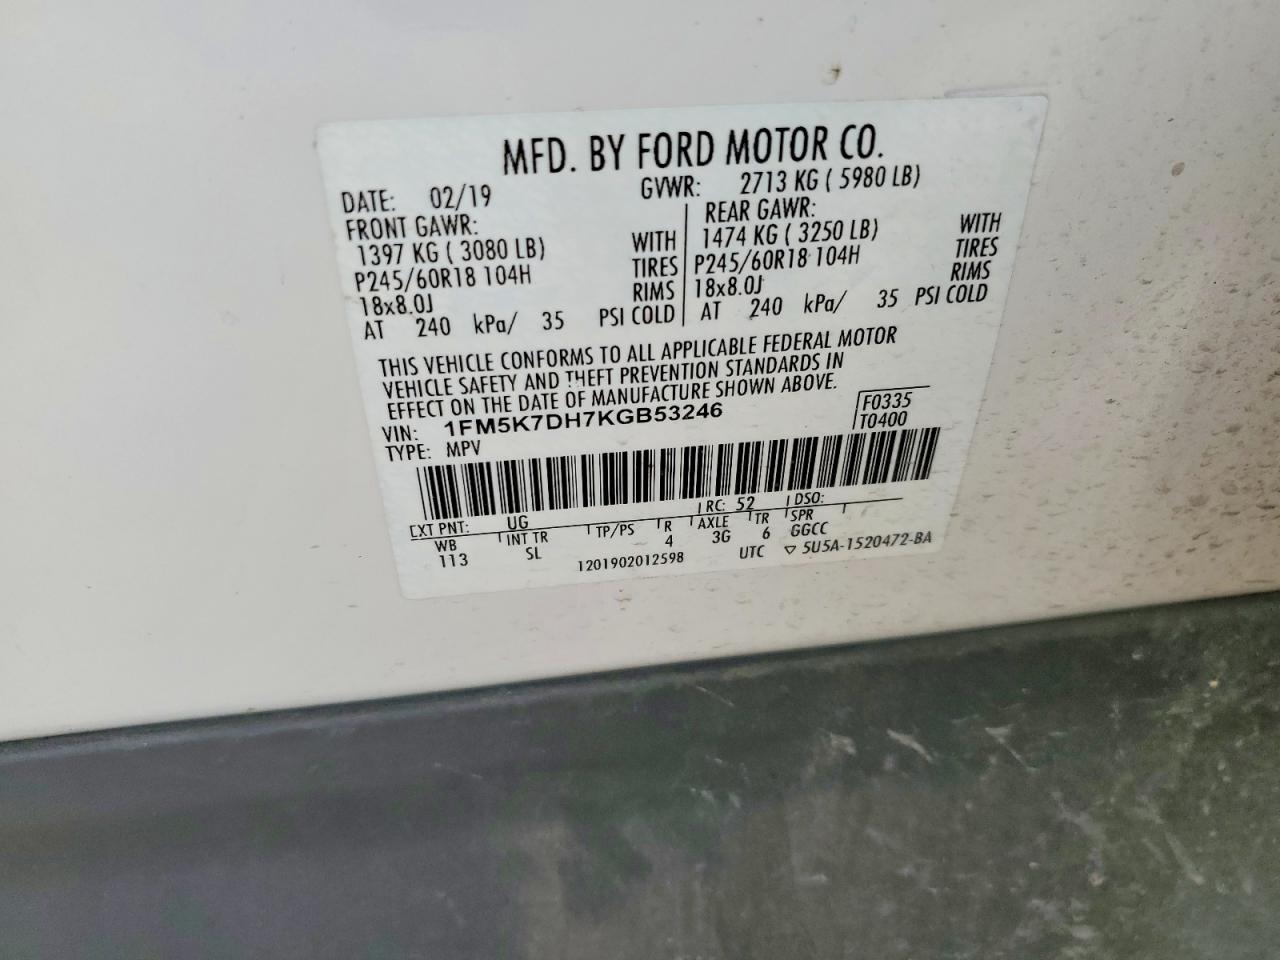 MFD. BY FORD MOTOR CO.
DATE: 02/19 GVWR: 2713 KG ( 5980 LB)
FRONT GAWR: REAR GAWR:
1397 KG ( 3080 LB) WITH 1474 KG ( 3250 LB) WITH
P245/60R18 104H TIRES P245/60R18 104H TIRES
18x8.0J RIMS 18x8.0J RIMS
AT 240 kPa/ 35 PSI COLD AT 240 kPa/ 35 PSI COLD
THIS VEHICLE CONFORMS TO ALL APPLICABLE FEDERAL MOTOR
VEHICLE SAFETY AND THEFT PREVENTION STANDARDS IN
EFFECT ON THE DATE OF MANUFACTURE SHOWN ABOVE.
VIN: 1FM5K7DH7KGB53246 F0335
TYPE: MPV T0400
EXT PNT: UG RC: 52 DSO:
WB INT TR TP/PS R AXLE TR SPR
113 SL 4 3G 6 GGCC
1201902012598 UTC ▽ 5U5A-1520472-BA